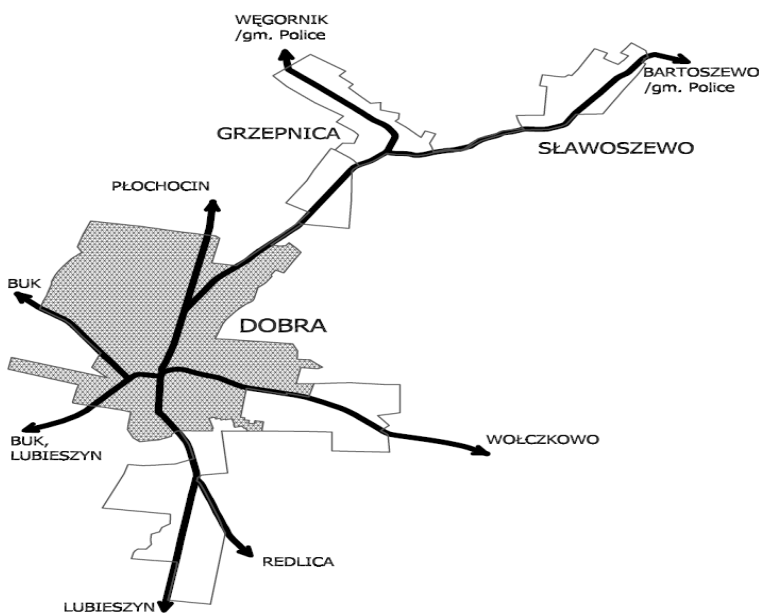 WĘGORNIK
/gm. Police
BARTOSZEWO
/gm. Police
GRZEPNICA
SŁAWOSZEWO
PŁOCHOCIN
BUK
DOBRA
BUK,
LUBIESZYN
WOŁCZKOWO
REDLICA
LUBIESZYN